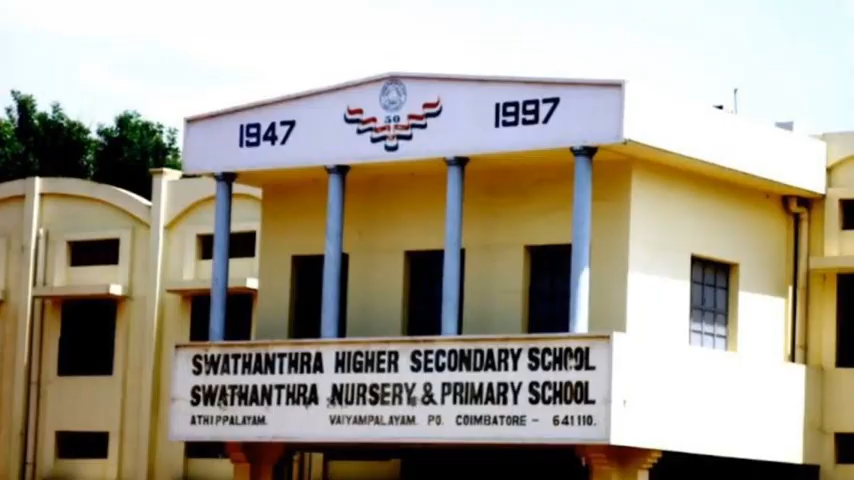 1947 50 1997
SWATHANTHRA HIGHER SECONDARY SCHOOL
SWATHANTHRA NURSERY & PRIMARY SCHOOL
ATHIPPALAYAM. VAIYAMPALAYAM. PO. COIMBATORE - 641110.